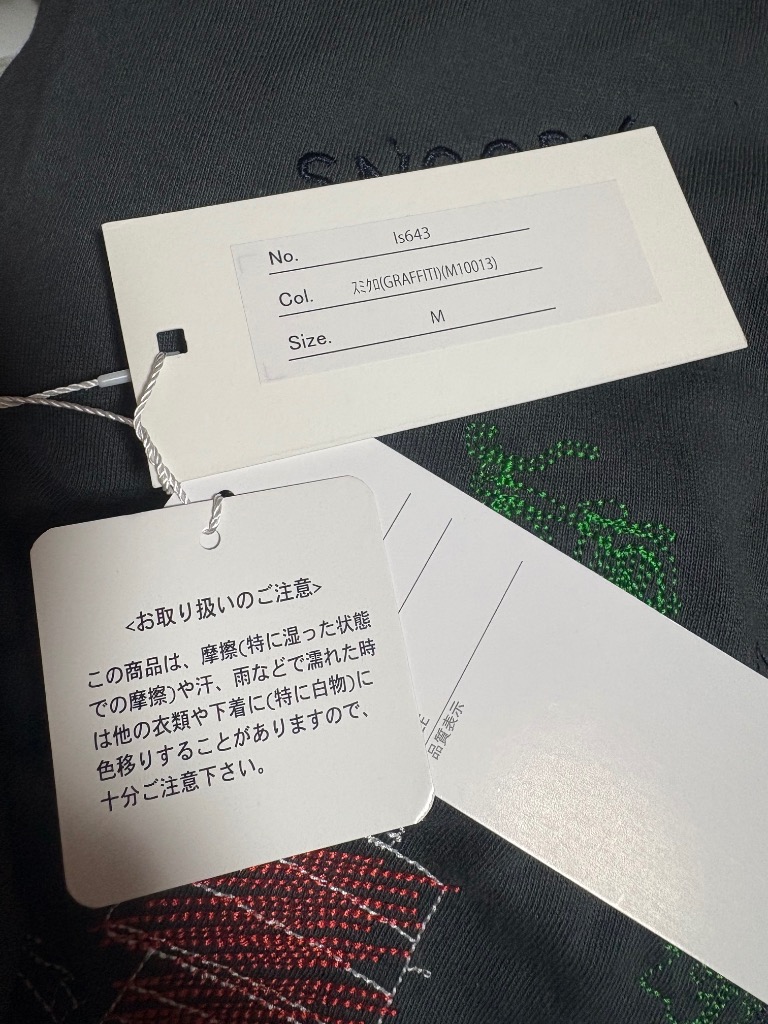 SNOOPY
No. ls643
Col. ｽﾐｸﾛ(GRAFFITI)(M10013)
Size. M
<お取り扱いのご注意>
この商品は、摩擦(特に湿った状態
での摩擦)や汗、雨などで濡れた時
は他の衣類や下着に(特に白物)に
色移りすることがありますので、
十分ご注意下さい。
品質表示